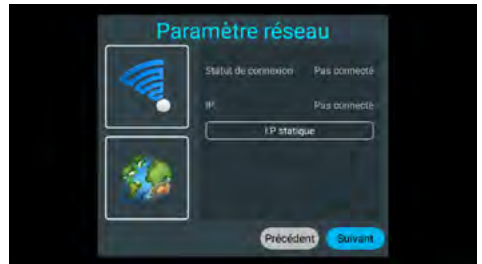 Paramètre réseau
Statut de connexion Pas connecté
IP Pas connecté
I.P statique
Précédent Suivant